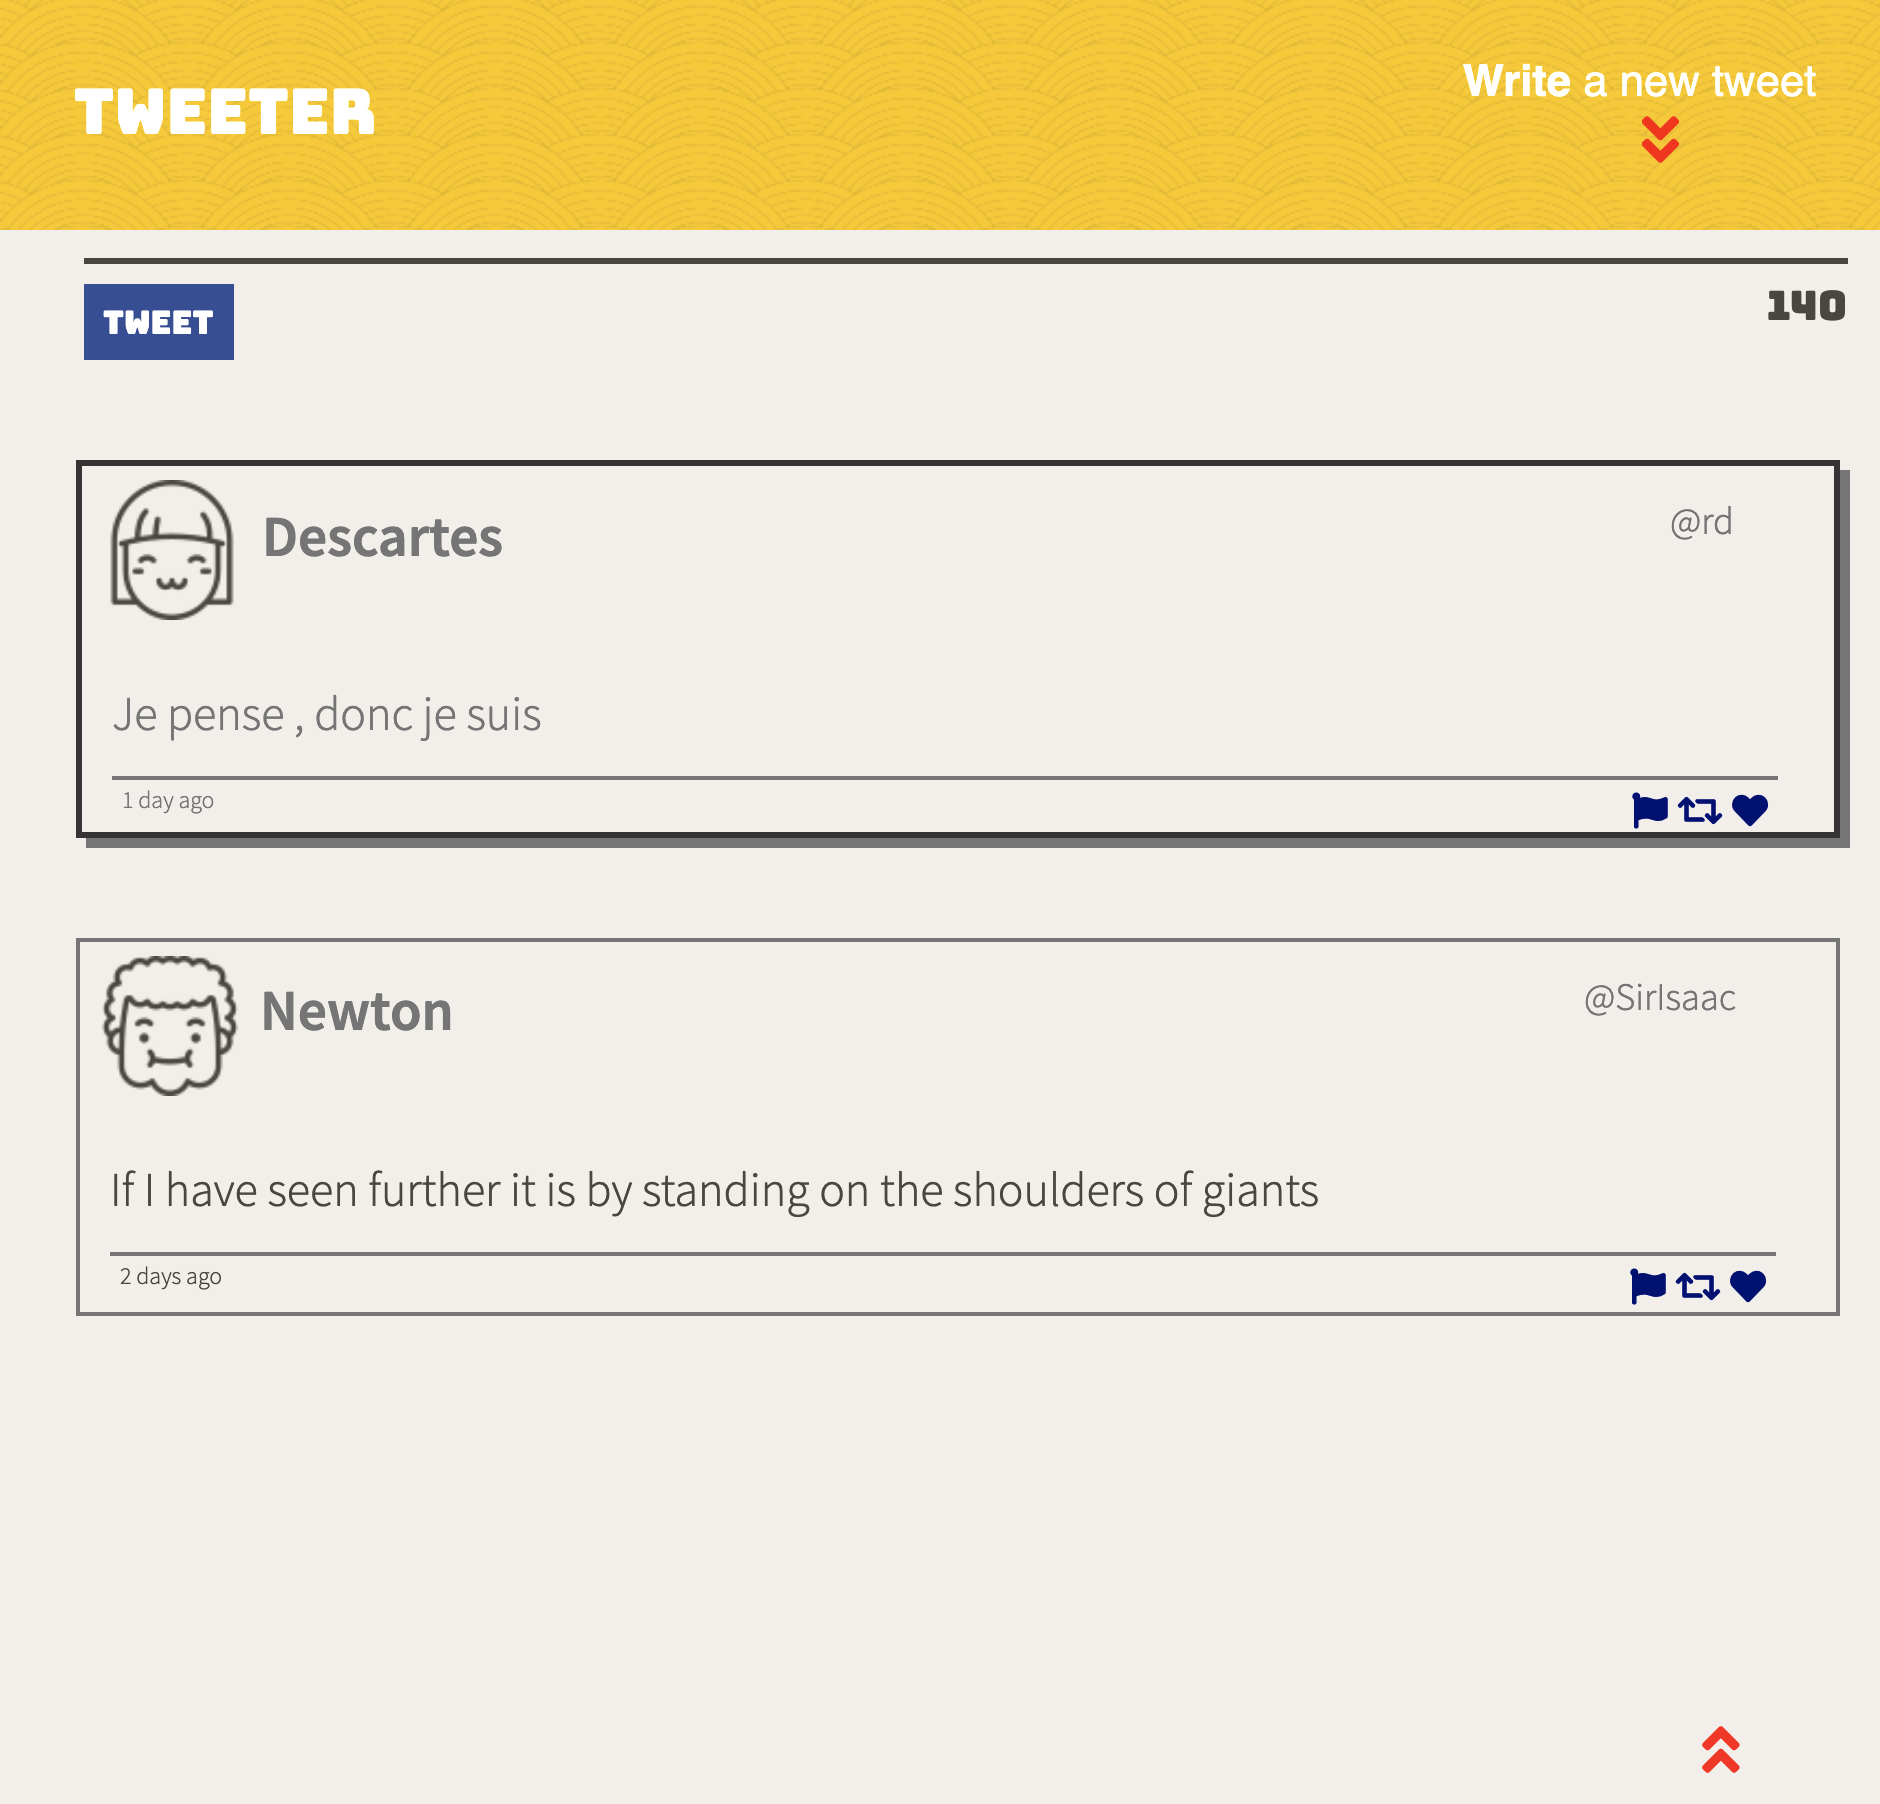 TWEETER
Write a new tweet
TWEET
140
Descartes
@rd
Je pense , donc je suis
1 day ago
Newton
@SirIsaac
If I have seen further it is by standing on the shoulders of giants
2 days ago